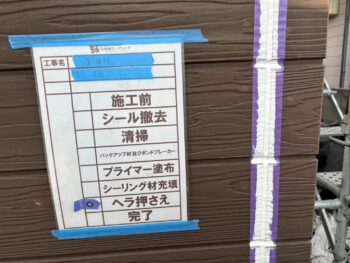 工事名
施工前
シール撤去
清掃
バックアップ材及びボンドブレーカー
プライマー塗布
シーリング材充填
ヘラ押さえ
完了